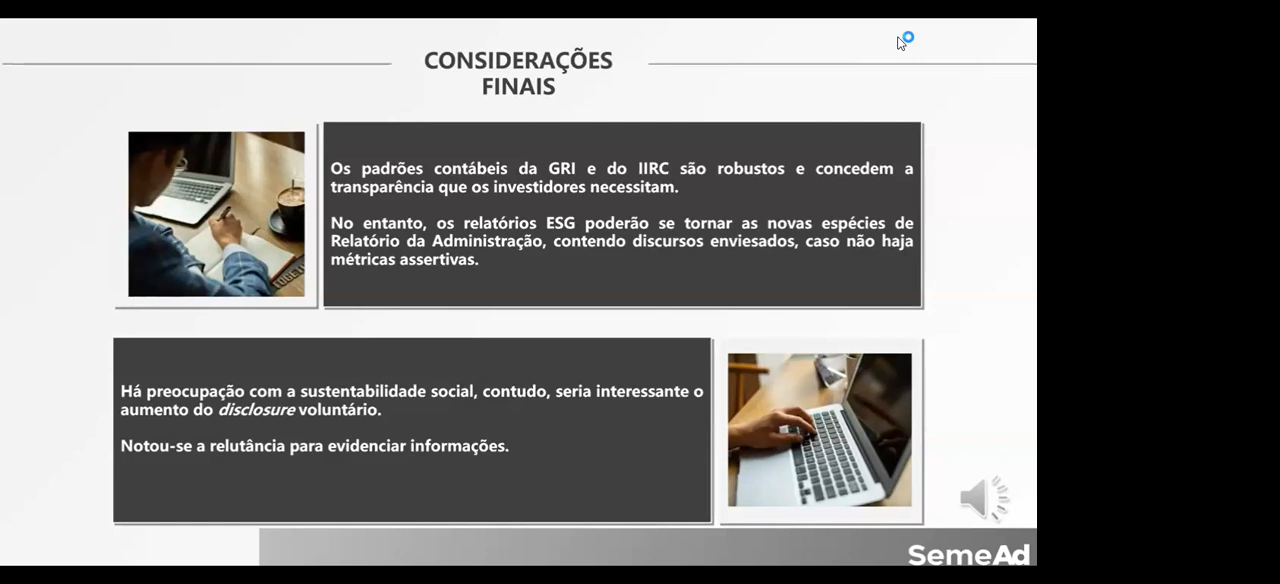 CONSIDERAÇÕES
FINAIS
Os padrões contábeis da GRI e do IIRC são robustos e concedem a
transparência que os investidores necessitam.
No entanto, os relatórios ESG poderão se tornar as novas espécies de
Relatório da Administração, contendo discursos enviesados, caso não haja
métricas assertivas.
Há preocupação com a sustentabilidade social, contudo, seria interessante o
aumento do disclosure voluntário.
Notou-se a relutância para evidenciar informações.
SemeAd